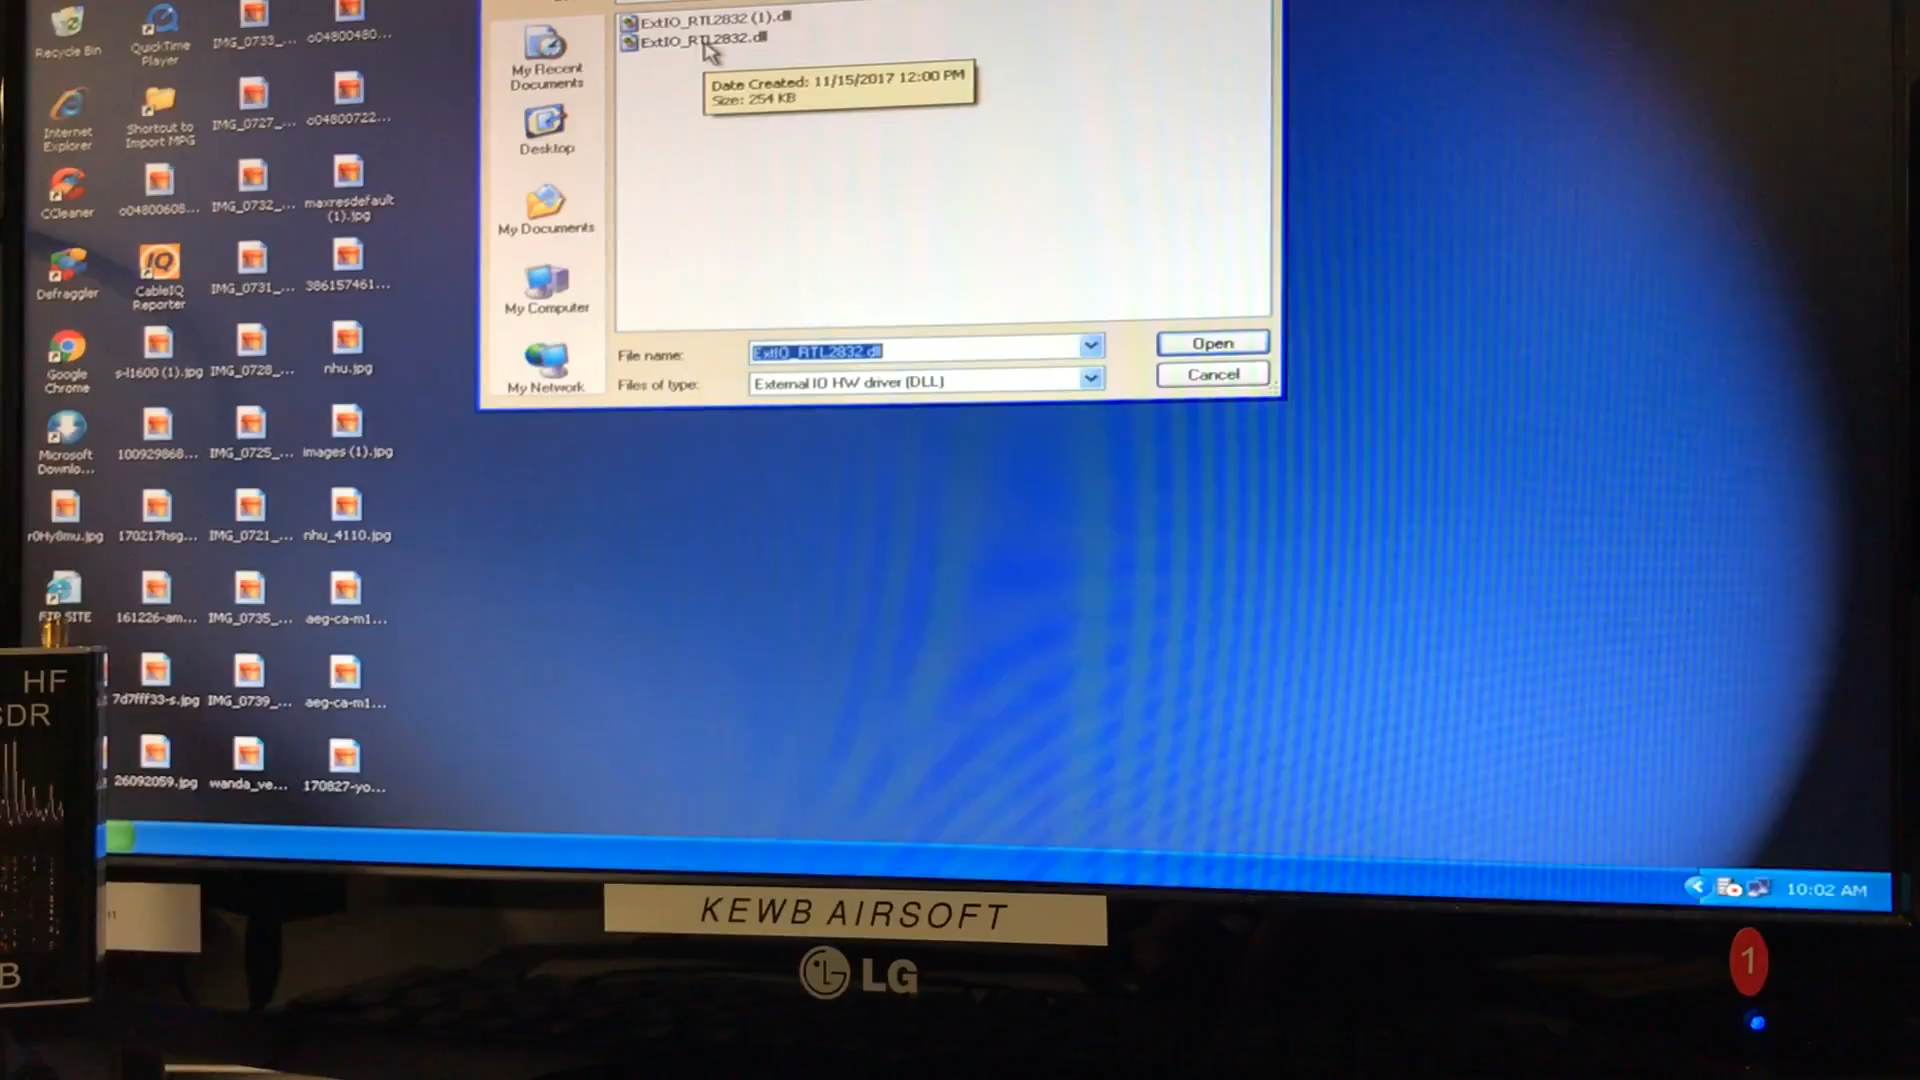 Recycle Bin
QuickTime
Player
IMG_0733_...
o04800480...
Internet
Explorer
Shortcut to
Import MPG
IMG_0727_...
o04800722...
CCleaner
o04800608...
IMG_0732_...
maxresdefault
(1).jpg
Defraggler
IQ
CableIQ
Reporter
IMG_0731_...
386157461...
Google
Chrome
s-l1600 (1).jpg
IMG_0728_...
nhu.jpg
Microsoft
Downlo...
100929868...
IMG_0725_...
images (1).jpg
r0Hy8mu.jpg
170217hsg...
IMG_0721_...
nhu_4110.jpg
SITE
161226-am...
IMG_0735_...
aeg-ca-m1...
7d7fff33-s.jpg
IMG_0739_...
aeg-ca-m1...
26092059.jpg
wanda_ve...
170827-yo...
ExtIO_RTL2832 (1).dll
ExtIO_RTL2832.dll
Date Created: 11/15/2017 12:00 PM
Size: 254 KB
My Recent
Documents
Desktop
My Documents
My Computer
My Network
File name:
ExtIO_RTL2832.dll
Open
Files of type:
External IO HW driver (DLL)
Cancel
HF
SDR
B
10:02 AM
KEWB AIRSOFT
LG
1